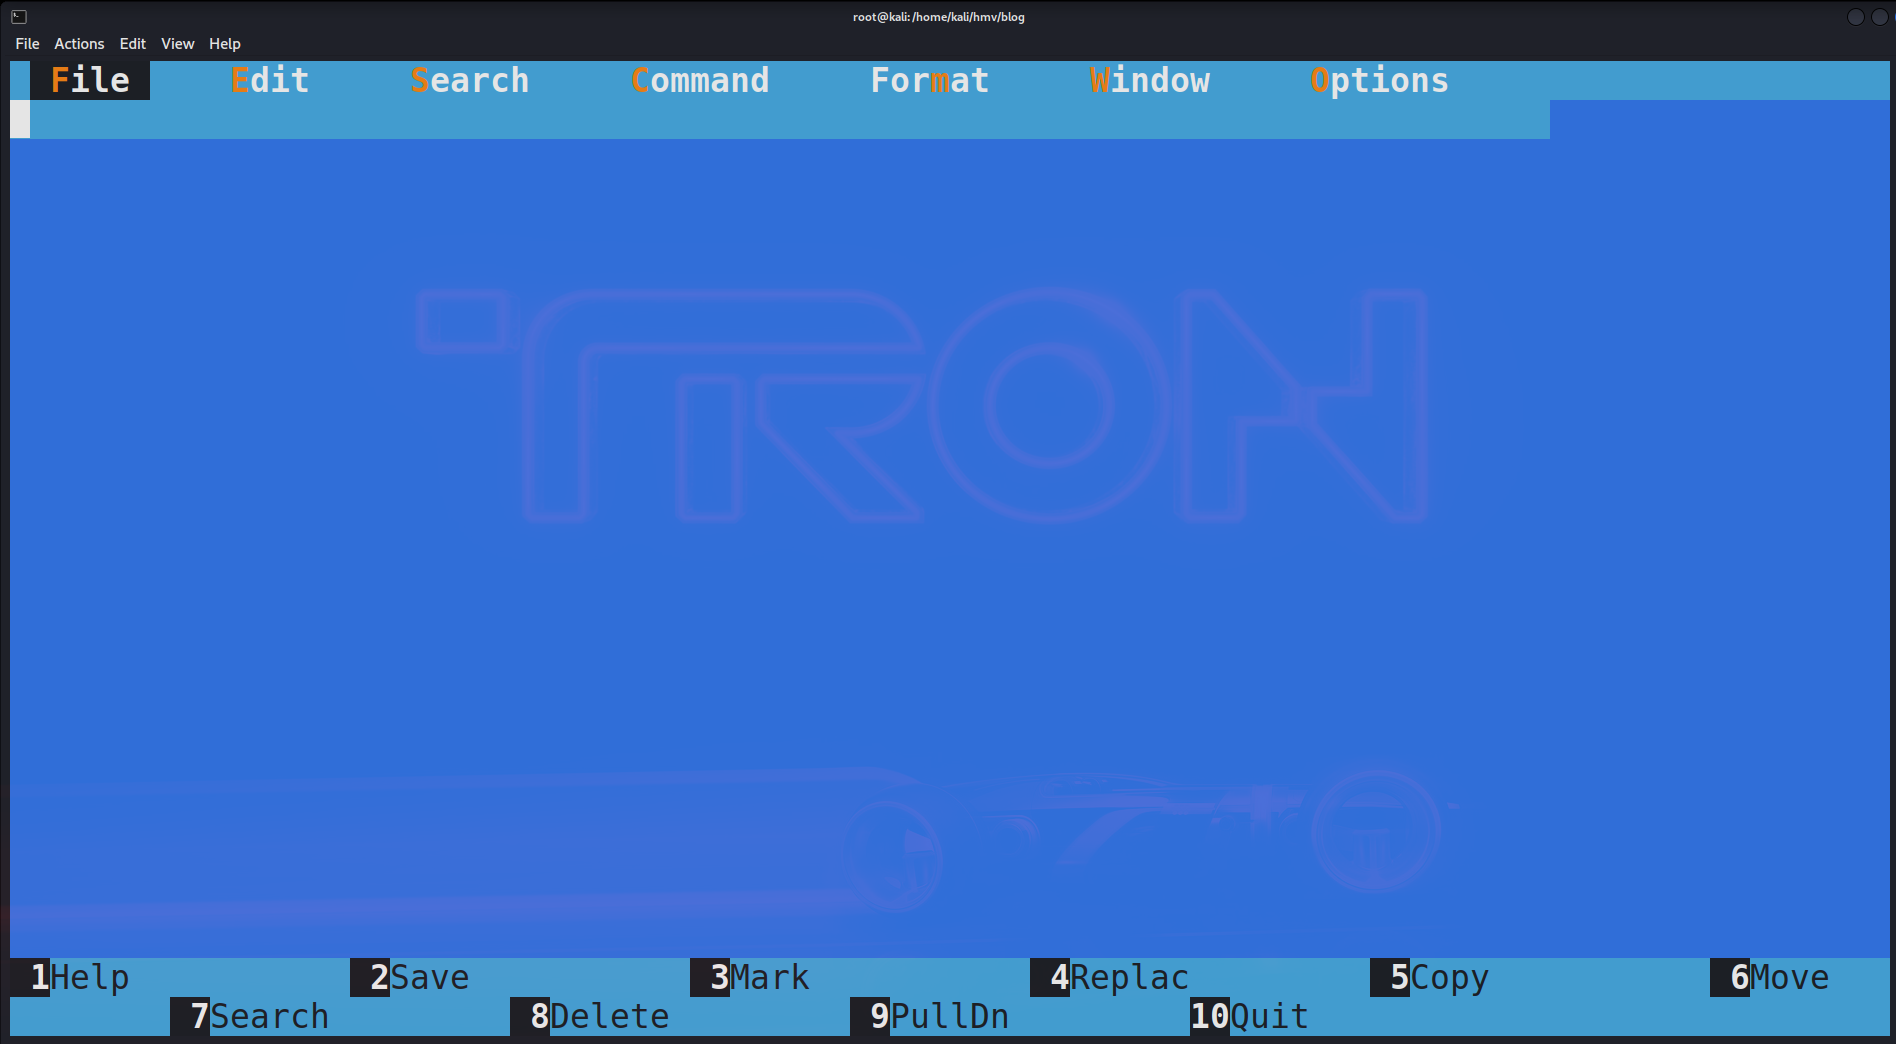 root@kali: /home/kali/hmv/blog
File Actions Edit View Help
File Edit Search Command Format Window Options
TRON
1Help 2Save 3Mark 4Replac 5Copy 6Move
7Search 8Delete 9PullDn 10Quit